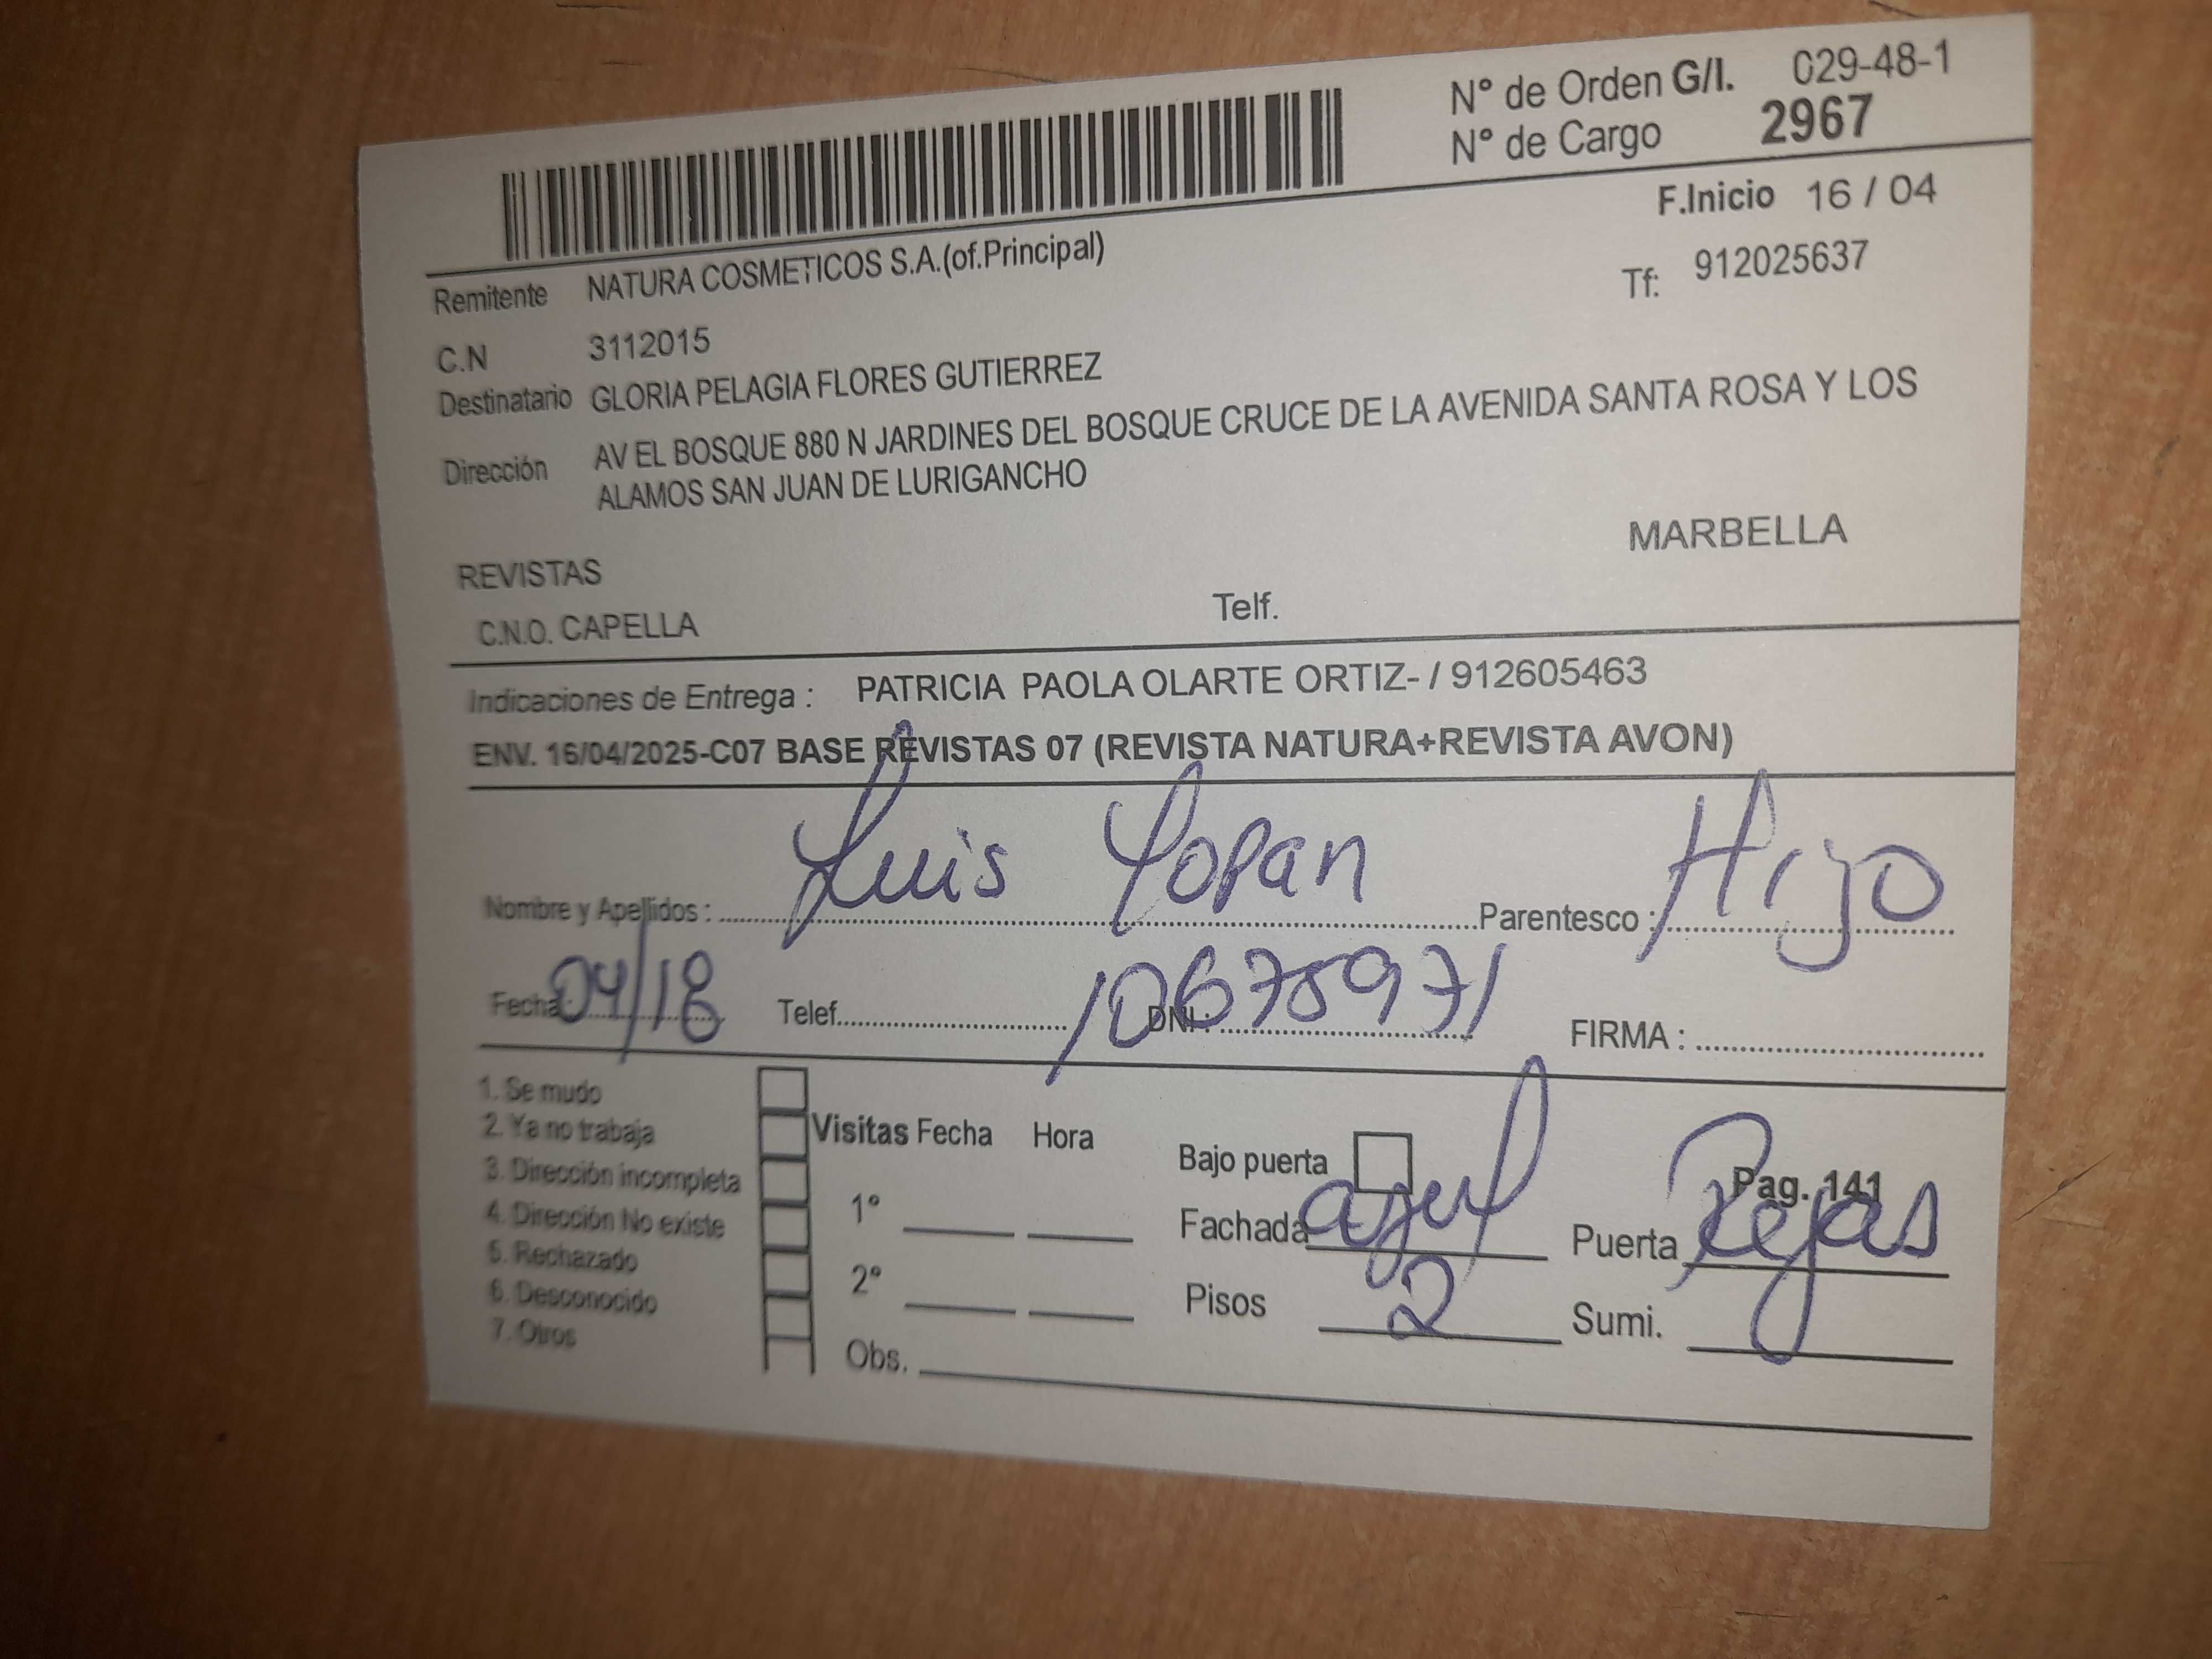 N° de Orden G/I. 029-48-1
N° de Cargo 2967
F.Inicio 16 / 04
Remitente NATURA COSMETICOS S.A.(of.Principal)
Tf: 912025637
C.N 3112015
Destinatario GLORIA PELAGIA FLORES GUTIERREZ
Dirección AV EL BOSQUE 880 N JARDINES DEL BOSQUE CRUCE DE LA AVENIDA SANTA ROSA Y LOS
ALAMOS SAN JUAN DE LURIGANCHO
MARBELLA
REVISTAS
C.N.O. CAPELLA Telf.
Indicaciones de Entrega : PATRICIA PAOLA OLARTE ORTIZ- / 912605463
ENV. 16/04/2025-C07 BASE REVISTAS 07 (REVISTA NATURA+REVISTA AVON)
Nombre y Apellidos : Luis Parentesco : Hijo
Fecha 04/18 Telef. DNI : 10675971 FIRMA :
1. Se mudo
2. Ya no trabaja
3. Dirección incompleta
4. Dirección No existe
5. Rechazado
6. Desconocido
7. Otros
Visitas Fecha Hora
1°
2°
Obs.
Bajo puerta
Pag. 141
Fachada azul Puerta Rejas
Pisos 2 Sumi.